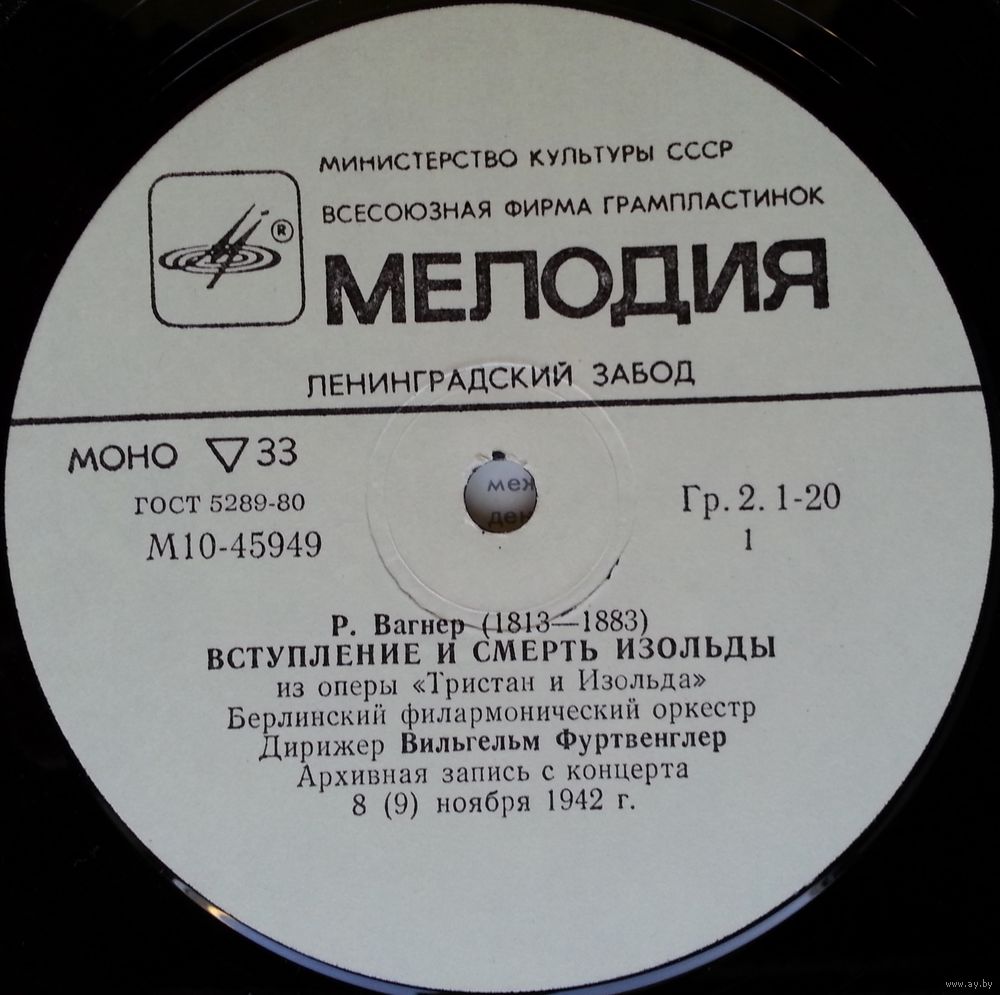 МИНИСТЕРСТВО КУЛЬТУРЫ СССР
ВСЕСОЮЗНАЯ ФИРМА ГРАМПЛАСТИНОК
®
МЕЛОДИЯ
ЛЕНИНГРАДСКИЙ ЗАВОД
МОНО ▽ 33
ГОСТ 5289-80
М10-45949
Гр. 2. 1-20
1
Р. Вагнер (1813—1883)
ВСТУПЛЕНИЕ И СМЕРТЬ ИЗОЛЬДЫ
из оперы «Тристан и Изольда»
Берлинский филармонический оркестр
Дирижер Вильгельм Фуртвенглер
Архивная запись с концерта
8 (9) ноября 1942 г.
www.ay.by